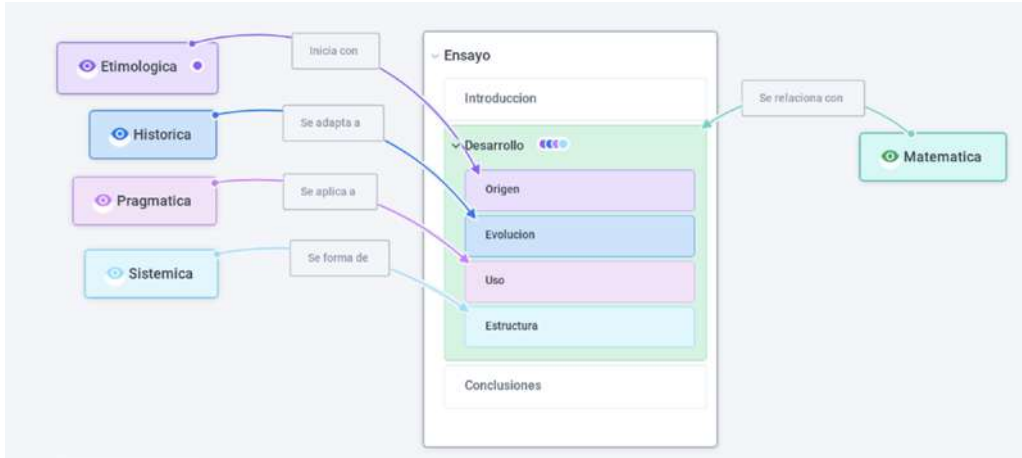 Etimologica
Inicia con
Historica
Se adapta a
Pragmatica
Se aplica a
Sistemica
Se forma de
Ensayo
Introduccion
Desarrollo
Origen
Evolucion
Uso
Estructura
Conclusiones
Se relaciona con
Matematica